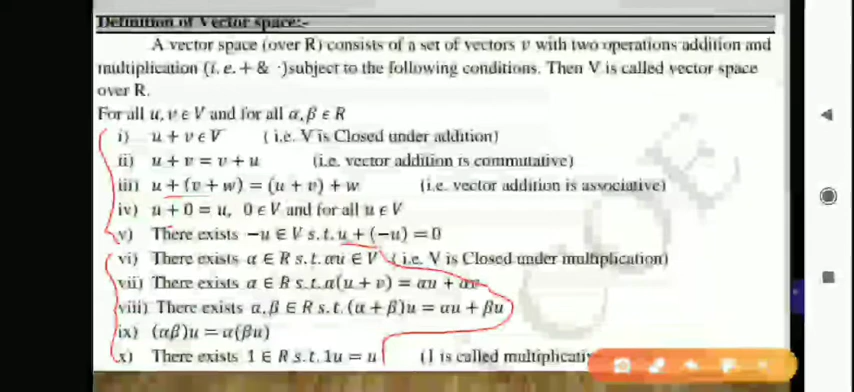 Definition of Vector space:-
A vector space (over R) consists of a set of vectors v with two operations addition and
multiplication (i. e. + & ·)subject to the following conditions. Then V is called vector space
over R.
For all u, v ϵ V and for all α, β ϵ R
i) u + v ϵ V ( i.e. V is Closed under addition)
ii) u + v = v + u (i.e. vector addition is commutative)
iii) u + (v + w) = (u + v) + w (i.e. vector addition is associative)
iv) u + 0 = u, 0 ϵ V and for all u ϵ V
v) There exists −u ∈ V s. t. u + (−u) = 0
vi) There exists α ∈ R s. t. αu ∈ V (i.e. V is Closed under multiplication)
vii) There exists α ∈ R s. t. α(u + v) = αu + αv
viii) There exists α, β ∈ R s. t. (α + β)u = αu + βu
ix) (αβ)u = α(βu)
x) There exists 1 ∈ R s. t. 1u = u (1 is called